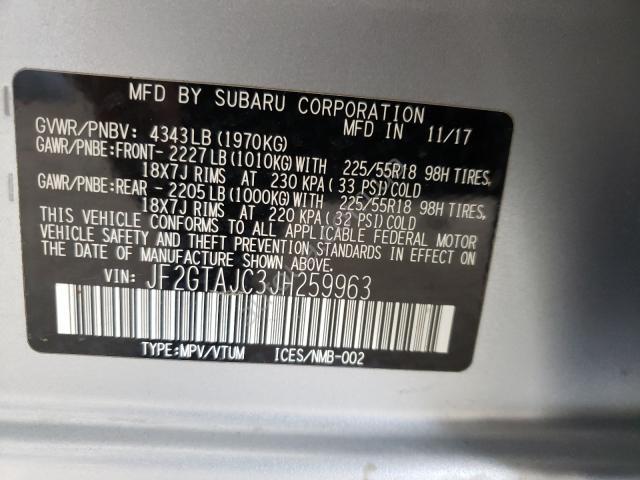 MFD BY SUBARU CORPORATION
MFD IN 11/17
GVWR/PNBV: 4343LB (1970KG)
GAWR/PNBE:FRONT- 2227LB(1010KG)WITH 225/55R18 98H TIRES,
18X7J RIMS AT 230 KPA (33 PSI)COLD
GAWR/PNBE:REAR - 2205LB(1000KG)WITH 225/55R18 98H TIRES,
18X7J RIMS AT 220 KPA (32 PSI)COLD
THIS VEHICLE CONFORMS TO ALL APPLICABLE FEDERAL MOTOR
VEHICLE SAFETY AND THEFT PREVENTION STANDARDS IN EFFECT ON
THE DATE OF MANUFACTURE SHOWN ABOVE.
VIN: JF2GTAJC3JH259963
TYPE:MPV/VTUM ICES/NMB-002